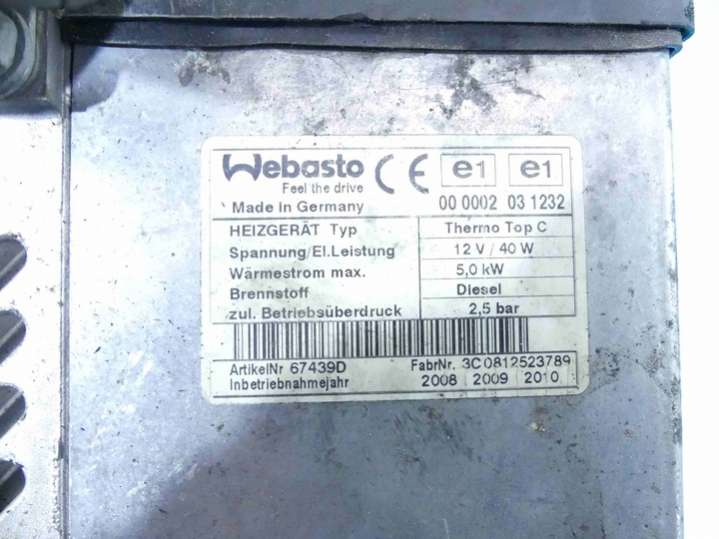 Webasto CE e1 e1
Feel the drive
Made in Germany 00 0002 03 1232
HEIZGERÄT Typ Thermo Top C
Spannung/El.Leistung 12 V / 40 W
Wärmestrom max. 5,0 kW
Brennstoff Diesel
zul. Betriebsüberdruck 2,5 bar
ArtikelNr 67439D FabrNr. 3C0812523789
Inbetriebnahmejahr 2008 2009 2010